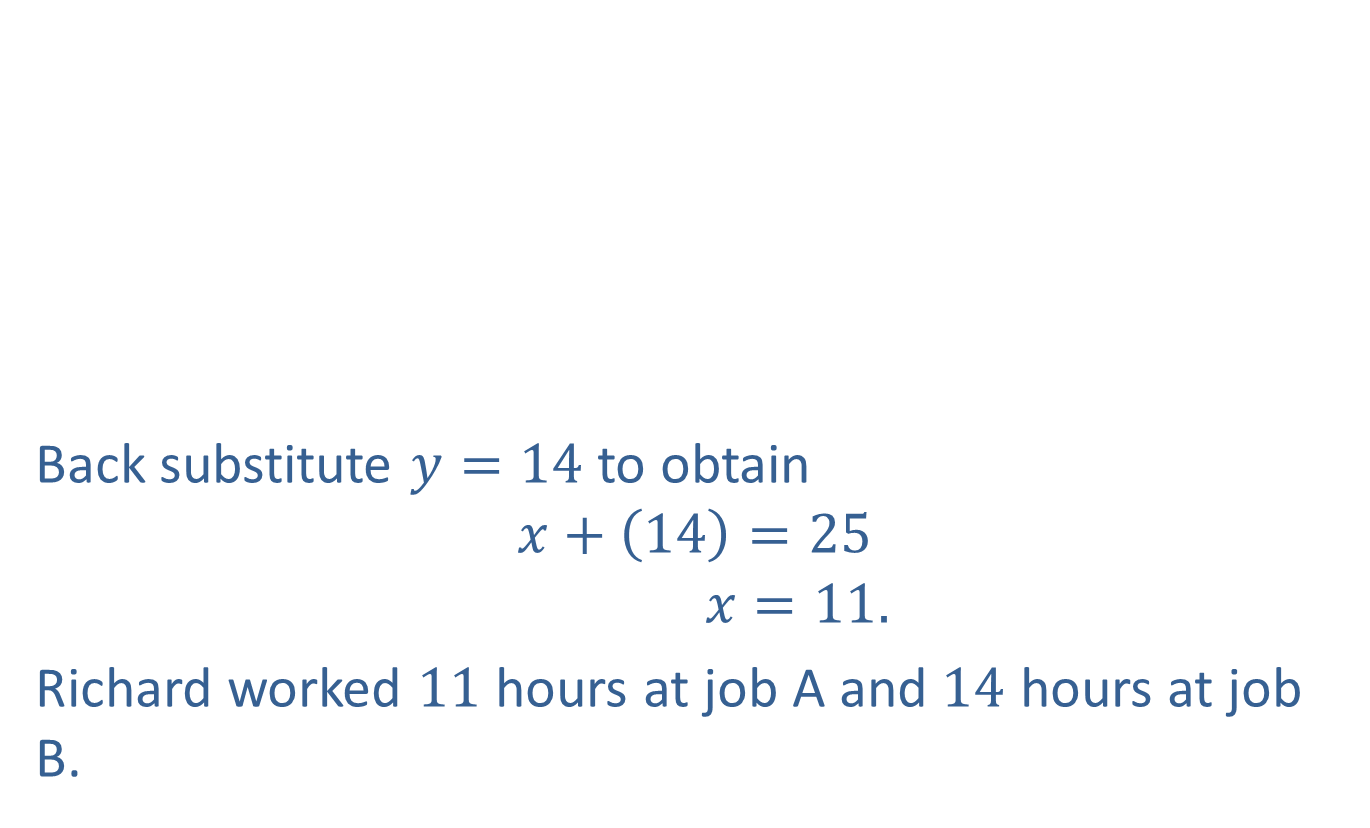 Back substitute y = 14 to obtain
x + (14) = 25
x = 11.
Richard worked 11 hours at job A and 14 hours at job
B.